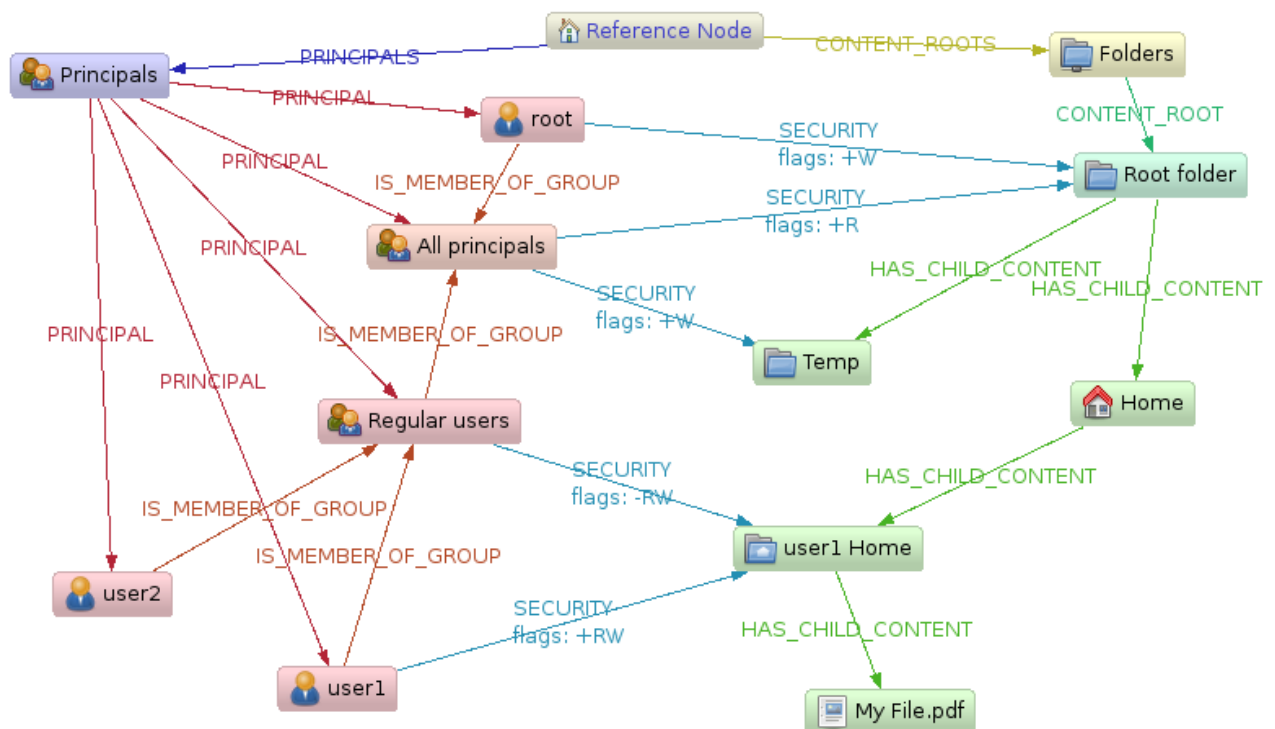 Reference Node
PRINCIPALS
CONTENT_ROOTS
Principals
Folders
PRINCIPAL
root
CONTENT_ROOT
SECURITY
flags: +W
PRINCIPAL
IS_MEMBER_OF_GROUP
Root folder
SECURITY
flags: +R
PRINCIPAL
All principals
HAS_CHILD_CONTENT
HAS_CHILD_CONTENT
SECURITY
flags: +W
PRINCIPAL
IS_MEMBER_OF_GROUP
Temp
PRINCIPAL
Home
Regular users
SECURITY
flags: -RW
HAS_CHILD_CONTENT
IS_MEMBER_OF_GROUP
IS_MEMBER_OF_GROUP
user1 Home
user2
SECURITY
flags: +RW
HAS_CHILD_CONTENT
user1
My File.pdf